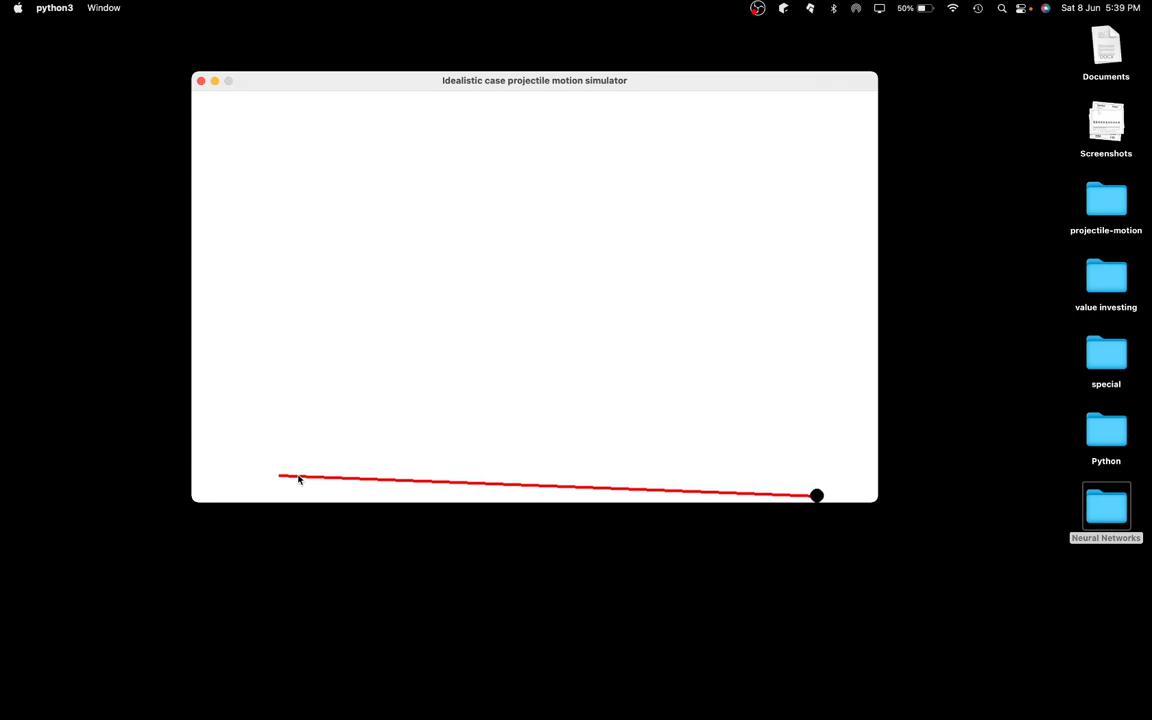 python3 Window 50% Sat 8 Jun 5:39 PM
Idealistic case projectile motion simulator
DOCX
Documents
Screenshots
projectile-motion
value investing
special
Python
Neural Networks